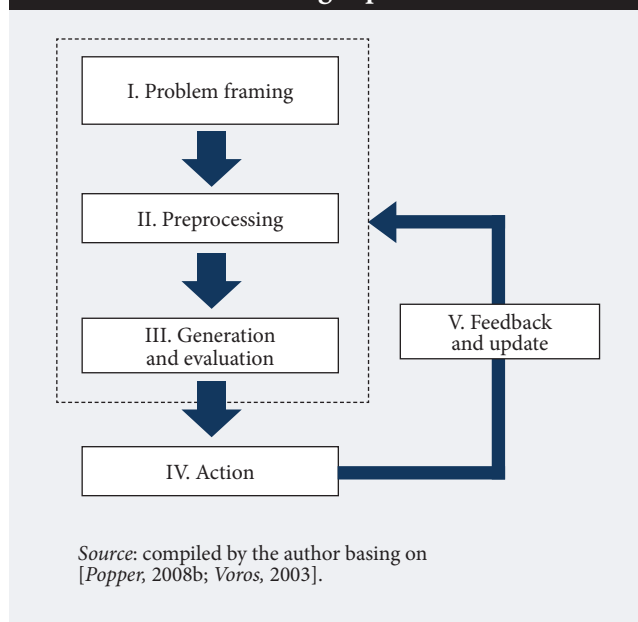 I. Problem framing
II. Preprocessing
III. Generation
and evaluation
V. Feedback
and update
IV. Action
Source: compiled by the author basing on
[Popper, 2008b; Voros, 2003].